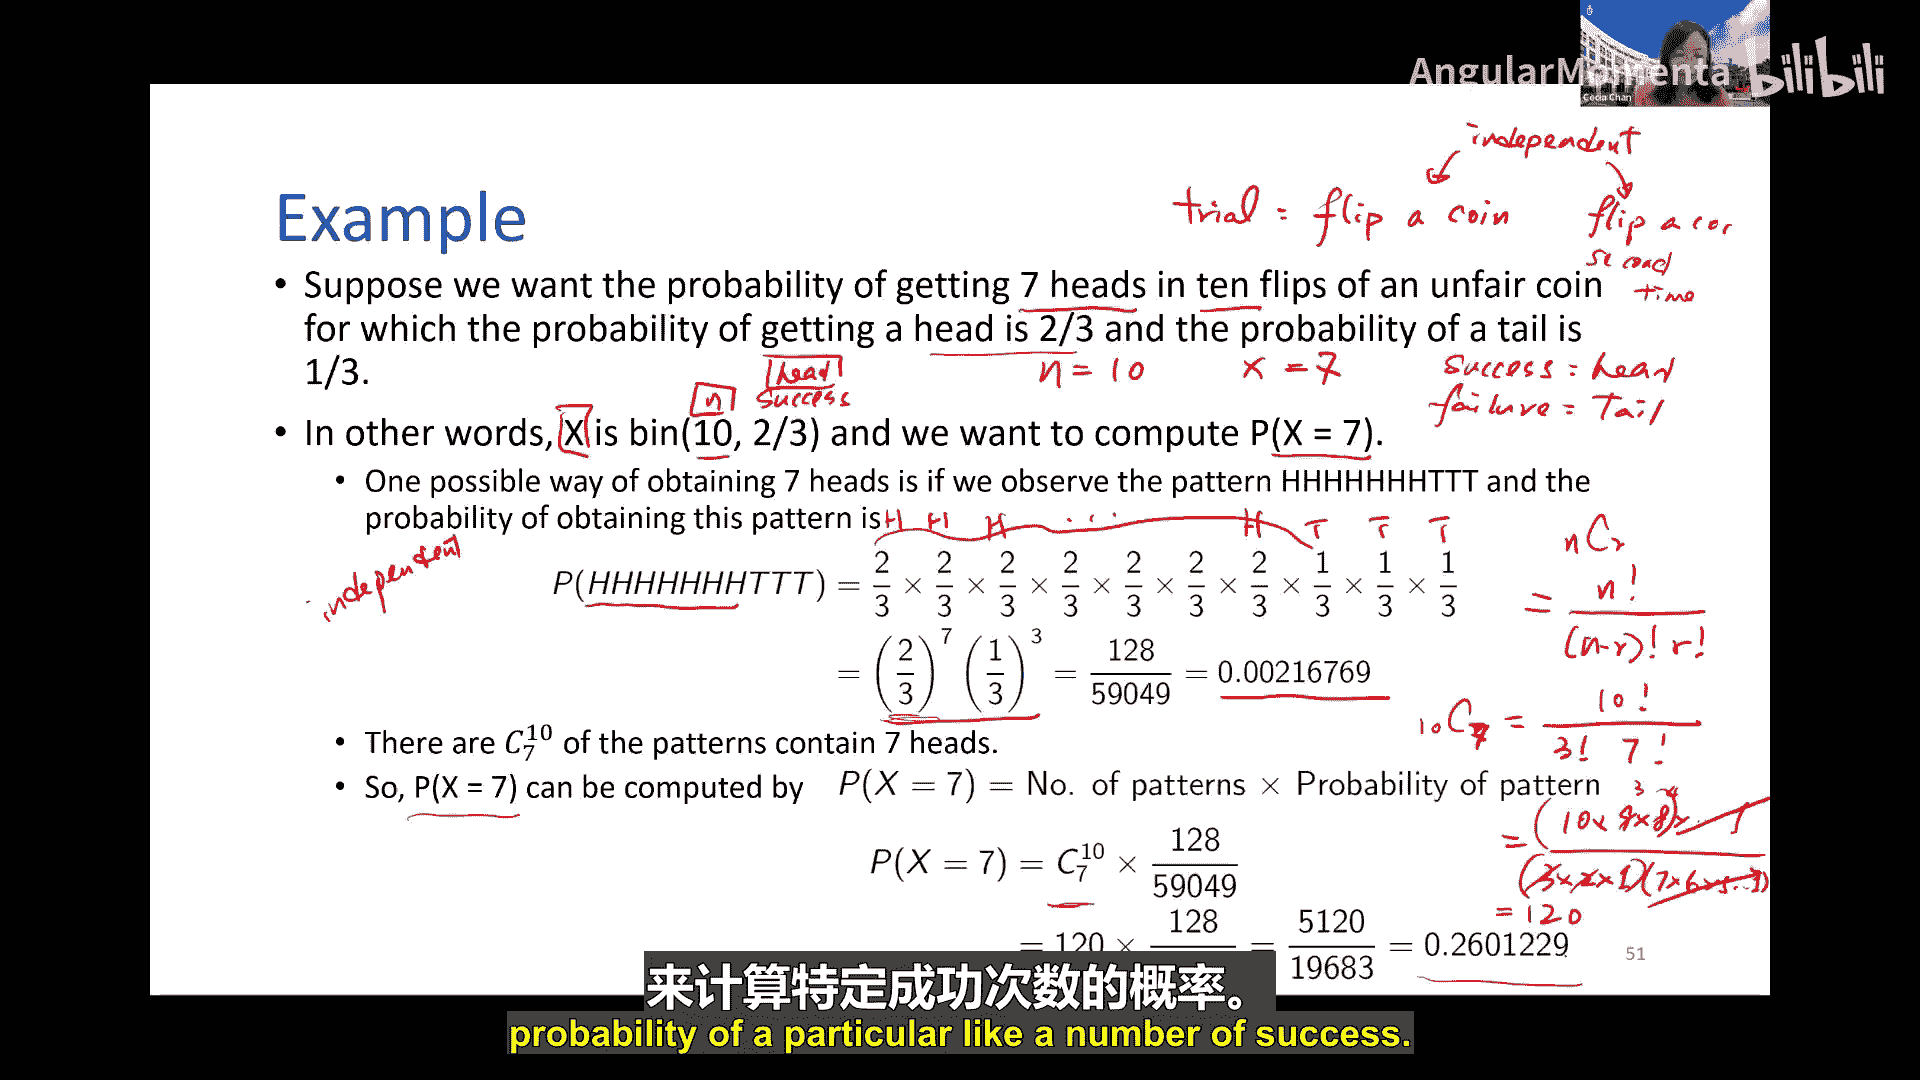 AngularMomenta bilibili
Cecia Chan
independent
trial = flip a coin
flip a
second
time
Example
• Suppose we want the probability of getting 7 heads in ten flips of an unfair coin
for which the probability of getting a head is 2/3 and the probability of a tail is
1/3.
head
success
n
n = 10
x = 7
success = head
failure = Tail
• In other words, X is bin(10, 2/3) and we want to compute P(X = 7).
• One possible way of obtaining 7 heads is if we observe the pattern HHHHHHHTTT and the
probability of obtaining this pattern is
H H H ... H T T T
independent
P(HHHHHHHTTT) = 2/3 × 2/3 × 2/3 × 2/3 × 2/3 × 2/3 × 2/3 × 1/3 × 1/3 × 1/3
= (2/3)^7 (1/3)^3 = 128/59049 = 0.00216769
nCr
= n! / (n-r)! r!
10C7 = 10! / 3! 7!
• There are C_7^10 of the patterns contain 7 heads.
• So, P(X = 7) can be computed by P(X = 7) = No. of patterns × Probability of pattern
P(X = 7) = C_7^10 × 128/59049
= 120 × 128 = 5120/19683 = 0.2601229
= 120
51
来计算特定成功次数的概率。
probability of a particular like a number of success.